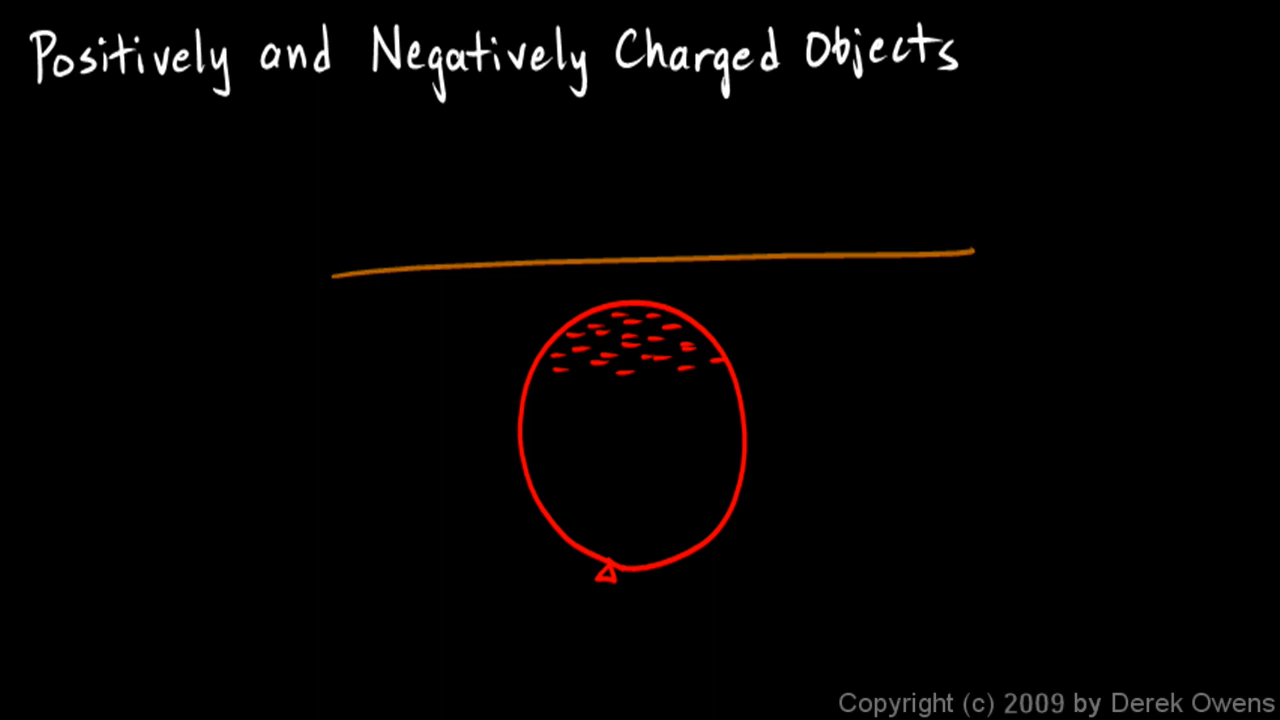 Positively and Negatively Charged Objects
Copyright (c) 2009 by Derek Owens